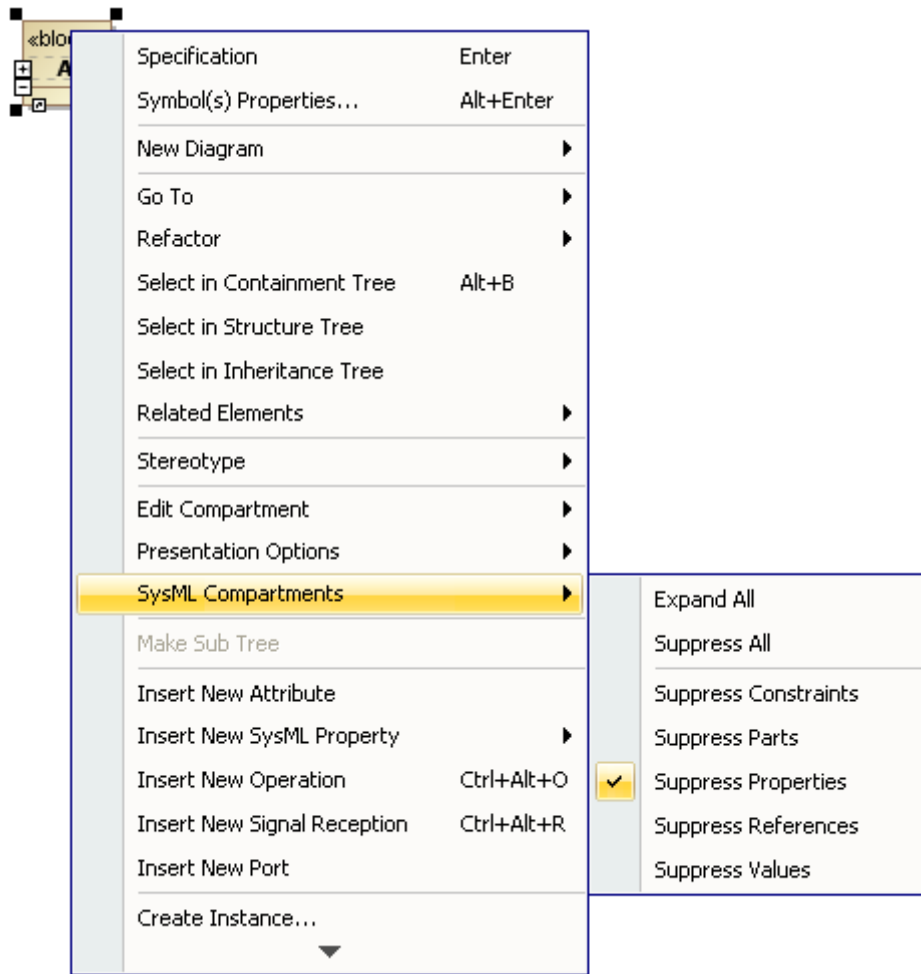 «blo
A
Specification Enter
Symbol(s) Properties... Alt+Enter
New Diagram
Go To
Refactor
Select in Containment Tree Alt+B
Select in Structure Tree
Select in Inheritance Tree
Related Elements
Stereotype
Edit Compartment
Presentation Options
SysML Compartments
Expand All
Make Sub Tree
Suppress All
Insert New Attribute
Suppress Constraints
Insert New SysML Property
Suppress Parts
Insert New Operation Ctrl+Alt+O
Suppress Properties
Insert New Signal Reception Ctrl+Alt+R
Suppress References
Insert New Port
Suppress Values
Create Instance...